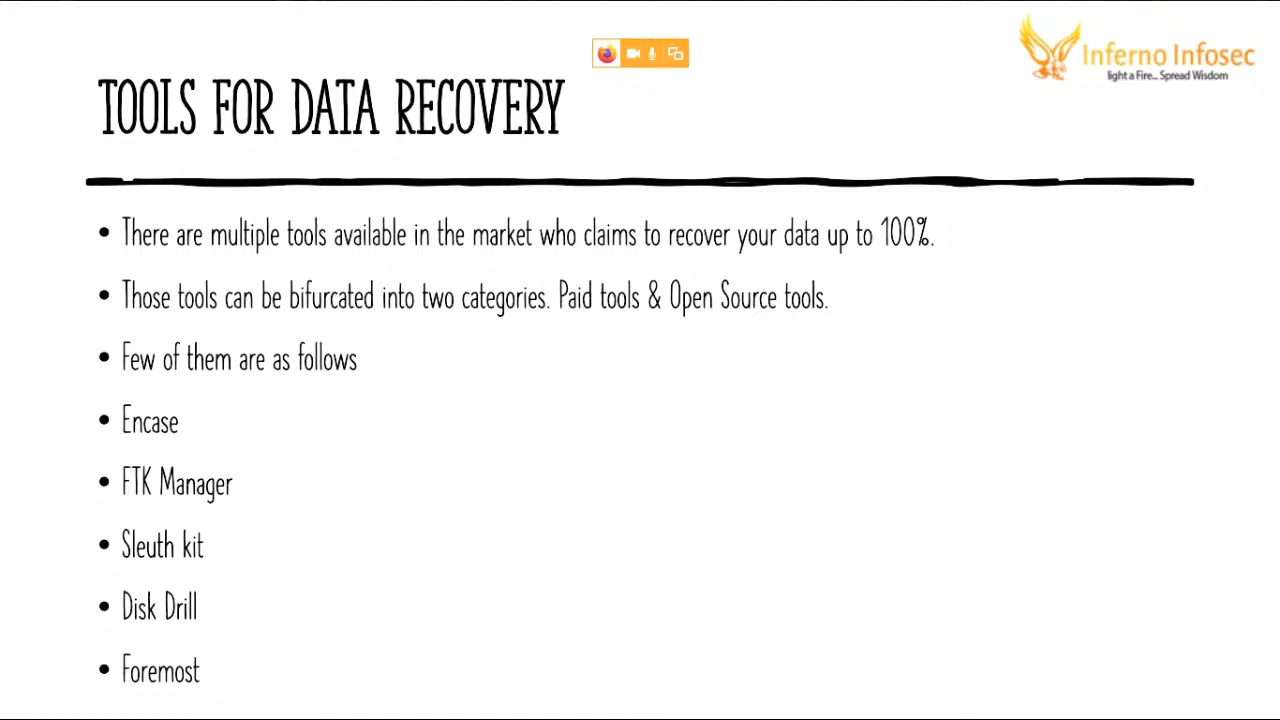 Inferno Infosec
light a Fire... Spread Wisdom
TOOLS FOR DATA RECOVERY
• There are multiple tools available in the market who claims to recover your data up to 100%.
• Those tools can be bifurcated into two categories. Paid tools & Open Source tools.
• Few of them are as follows
• Encase
• FTK Manager
• Sleuth kit
• Disk Drill
• Foremost